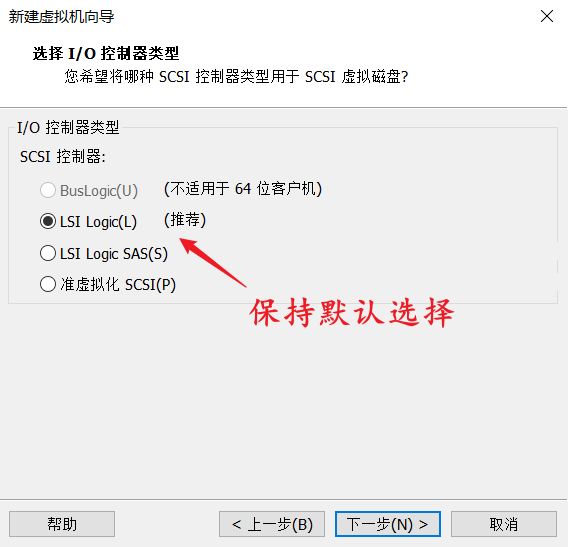 新建虚拟机向导
选择 I/O 控制器类型
您希望将哪种 SCSI 控制器类型用于 SCSI 虚拟磁盘?
I/O 控制器类型
SCSI 控制器:
BusLogic(U) (不适用于 64 位客户机)
LSI Logic(L) (推荐)
LSI Logic SAS(S)
准虚拟化 SCSI(P)
保持默认选择
帮助 < 上一步(B) 下一步(N) > 取消